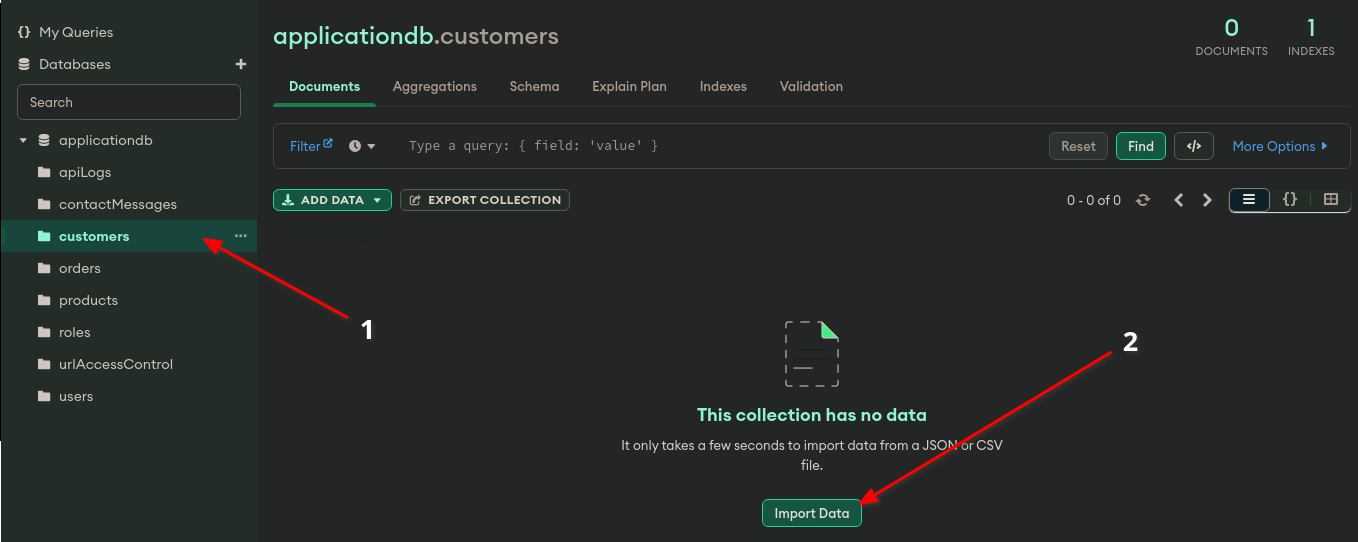 {} My Queries
Databases +
Search
applicationdb
apiLogs
contactMessages
customers ...
orders
products
roles
urlAccessControl
users
applicationdb.customers
0
DOCUMENTS
1
INDEXES
Documents Aggregations Schema Explain Plan Indexes Validation
Filter Type a query: { field: 'value' } Reset Find </> More Options
ADD DATA EXPORT COLLECTION 0 - 0 of 0 {}
1
2
This collection has no data
It only takes a few seconds to import data from a JSON or CSV
file.
Import Data